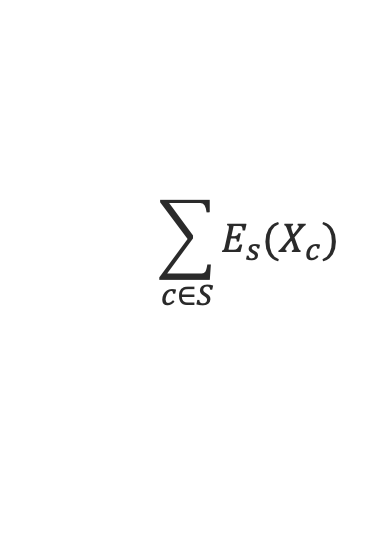 ∑ E_s(X_c)
c∈S